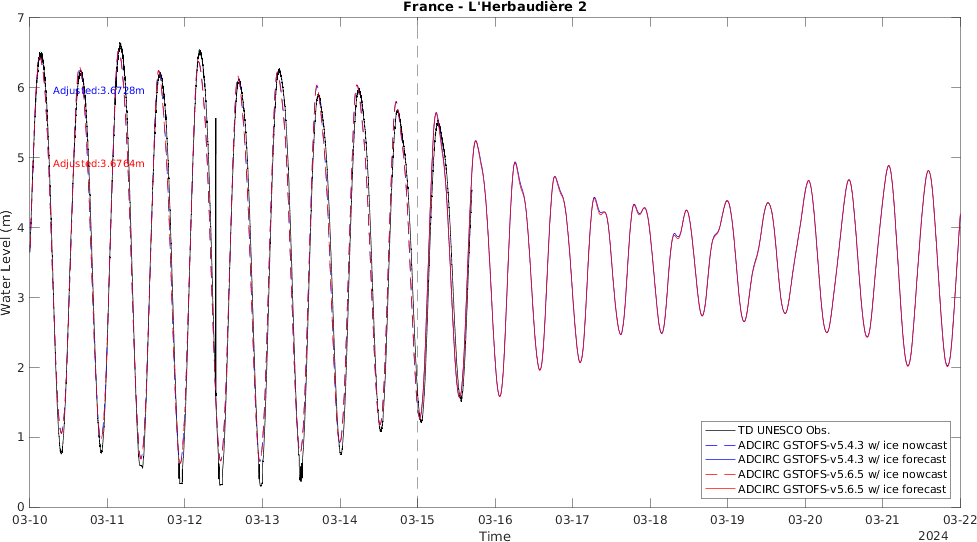 France - L'Herbaudière 2
7
6
5
4
3
2
1
0
Water Level (m)
Adjusted:3.6728m
Adjusted:3.6764m
TD UNESCO Obs.
ADCIRC GSTOFS-v5.4.3 w/ ice nowcast
ADCIRC GSTOFS-v5.4.3 w/ ice forecast
ADCIRC GSTOFS-v5.6.5 w/ ice nowcast
ADCIRC GSTOFS-v5.6.5 w/ ice forecast
03-10 03-11 03-12 03-13 03-14 03-15 03-16 03-17 03-18 03-19 03-20 03-21 03-22
Time
2024